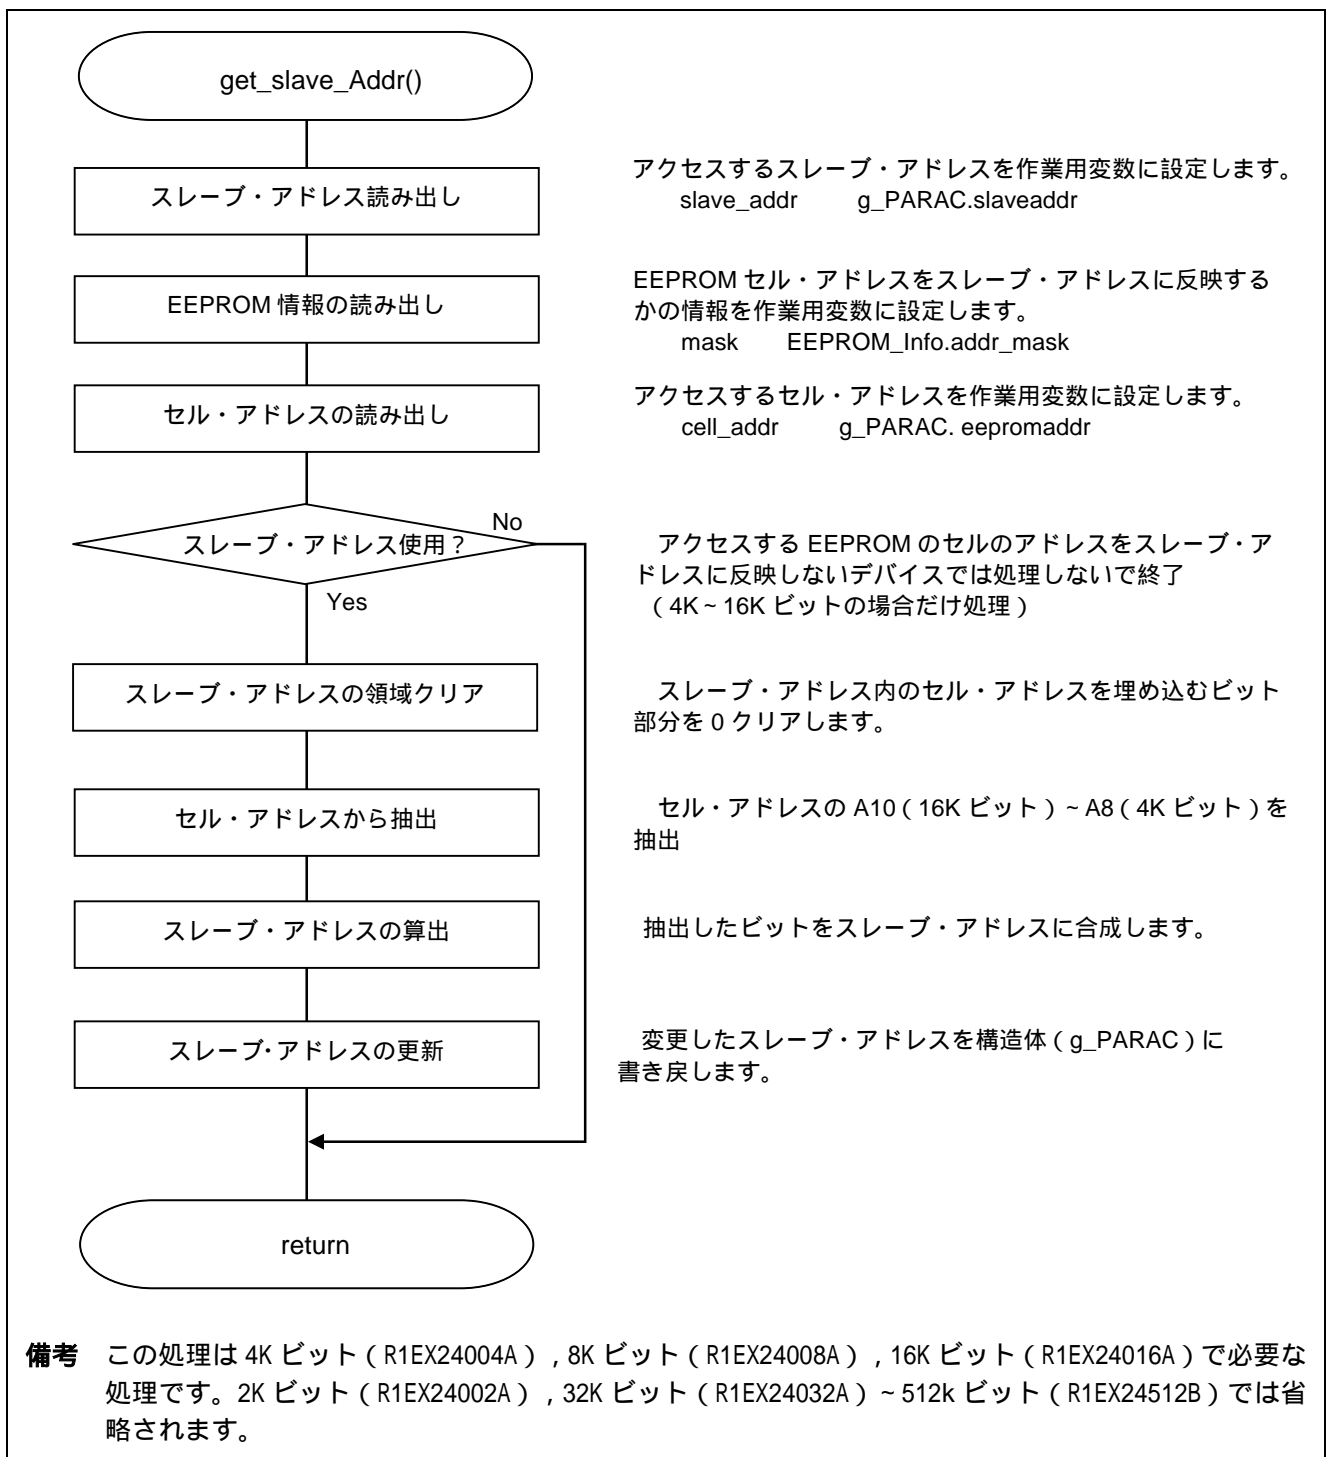 get_slave_Addr()
スレーブ・アドレス読み出し
アクセスするスレーブ・アドレスを作業用変数に設定します。
slave_addr g_PARAC.slaveaddr
EEPROM 情報の読み出し
EEPROM セル・アドレスをスレーブ・アドレスに反映する
かの情報を作業用変数に設定します。
mask EEPROM_Info.addr_mask
セル・アドレスの読み出し
アクセスするセル・アドレスを作業用変数に設定します。
cell_addr g_PARAC. eepromaddr
スレーブ・アドレス使用？
No
Yes
アクセスする EEPROM のセルのアドレスをスレーブ・ア
ドレスに反映しないデバイスでは処理しないで終了
（4K～16K ビットの場合だけ処理）
スレーブ・アドレスの領域クリア
スレーブ・アドレス内のセル・アドレスを埋め込むビット
部分を 0 クリアします。
セル・アドレスから抽出
セル・アドレスの A10（16K ビット）～A8（4K ビット）を
抽出
スレーブ・アドレスの算出
抽出したビットをスレーブ・アドレスに合成します。
スレーブ・アドレスの更新
変更したスレーブ・アドレスを構造体（g_PARAC）に
書き戻します。
return
備考 この処理は 4K ビット（R1EX24004A）, 8K ビット（R1EX24008A）, 16K ビット（R1EX24016A）で必要な
処理です。2K ビット（R1EX24002A）, 32K ビット（R1EX24032A）～512k ビット（R1EX24512B）では省
略されます。